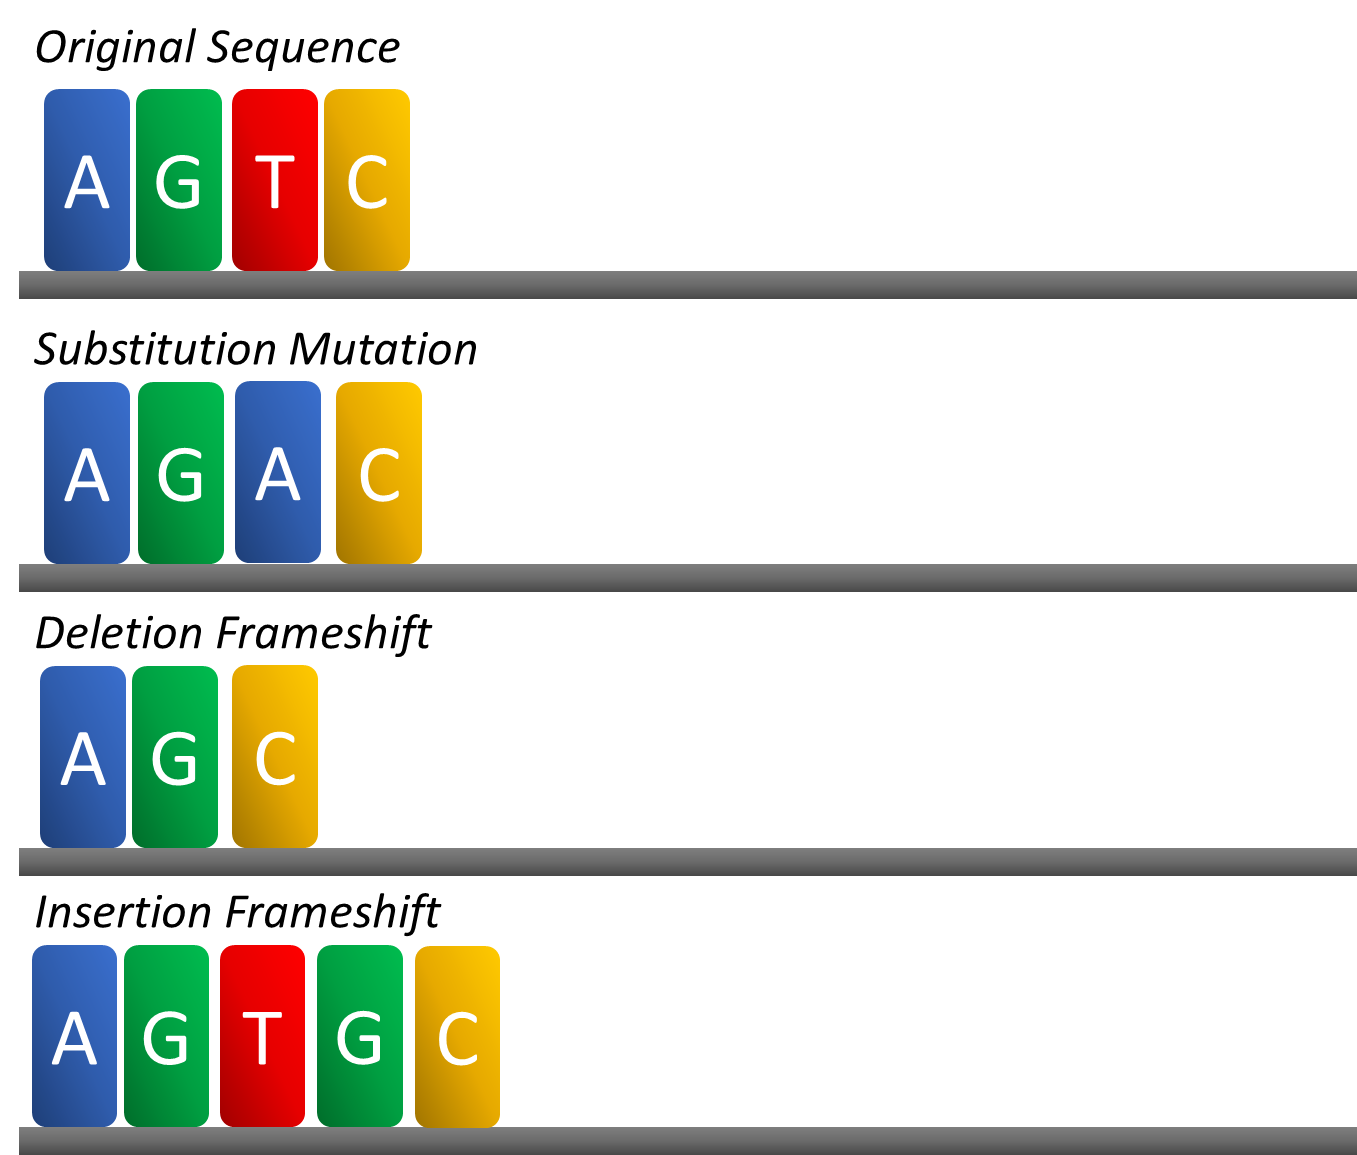 Original Sequence
A G T C
Substitution Mutation
A G A C
Deletion Frameshift
A G C
Insertion Frameshift
A G T G C